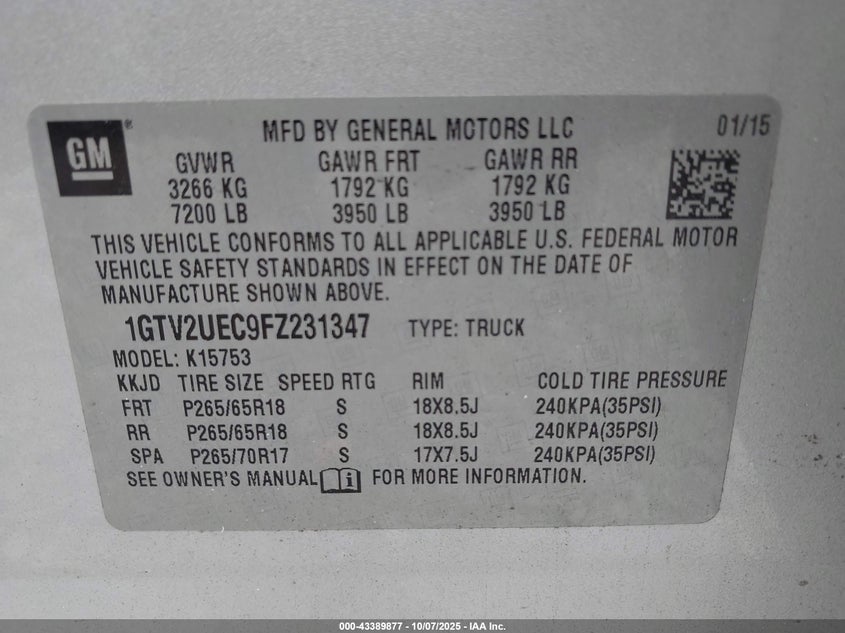 GM®
MFD BY GENERAL MOTORS LLC 01/15
GVWR GAWR FRT GAWR RR
3266 KG 1792 KG 1792 KG
7200 LB 3950 LB 3950 LB
THIS VEHICLE CONFORMS TO ALL APPLICABLE U.S. FEDERAL MOTOR
VEHICLE SAFETY STANDARDS IN EFFECT ON THE DATE OF
MANUFACTURE SHOWN ABOVE.
1GTV2UEC9FZ231347 TYPE: TRUCK
MODEL: K15753
KKJD TIRE SIZE SPEED RTG RIM COLD TIRE PRESSURE
FRT P265/65R18 S 18X8.5J 240KPA(35PSI)
RR P265/65R18 S 18X8.5J 240KPA(35PSI)
SPA P265/70R17 S 17X7.5J 240KPA(35PSI)
SEE OWNER'S MANUAL i FOR MORE INFORMATION.
000-43389877 - 10/07/2025 - IAA Inc.